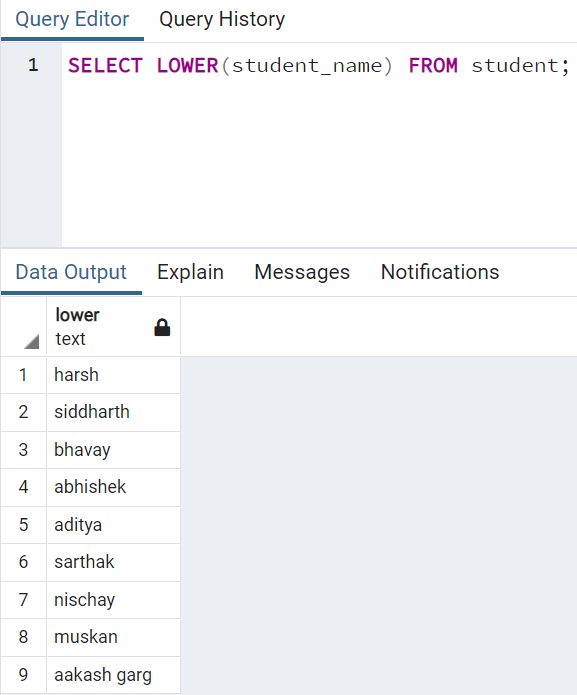 Query Editor Query History
1 SELECT LOWER(student_name) FROM student;
Data Output Explain Messages Notifications
lower
text
1 harsh
2 siddharth
3 bhavay
4 abhishek
5 aditya
6 sarthak
7 nischay
8 muskan
9 aakash garg